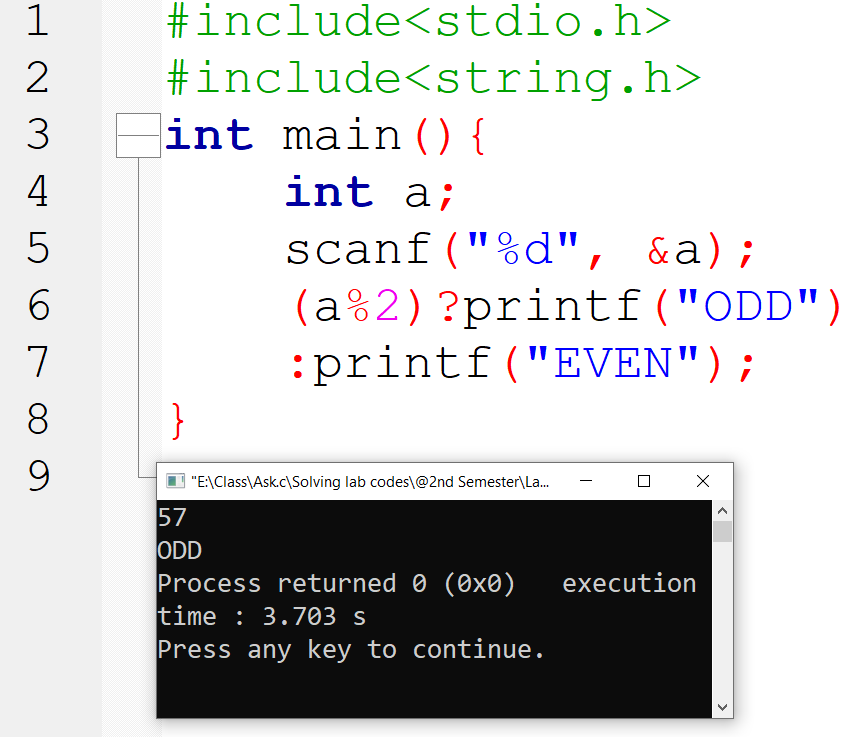 1 #include<stdio.h>
2 #include<string.h>
3 int main(){
4 int a;
5 scanf("%d", &a);
6 (a%2)?printf("ODD")
7 :printf("EVEN");
8 }
9
"E:\Class\Ask.c\Solving lab codes\@2nd Semester\La...
57
ODD
Process returned 0 (0x0) execution
time : 3.703 s
Press any key to continue.